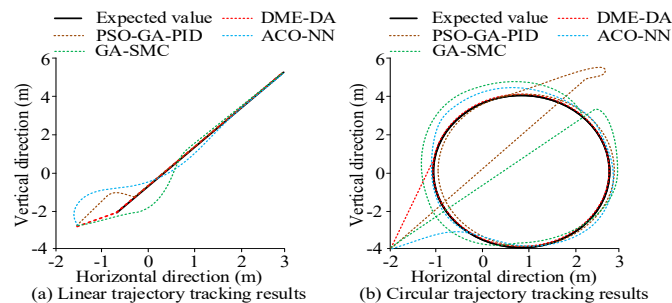 Expected value
DME-DA
PSO-GA-PID
ACO-NN
GA-SMC
Expected value
DME-DA
PSO-GA-PID
ACO-NN
GA-SMC
Vertical direction (m)
6
4
2
0
-2
-4
-2
-1
0
1
2
3
Horizontal direction (m)
(a) Linear trajectory tracking results
Vertical direction (m)
6
4
2
0
-2
-4
-2
-1
0
1
2
3
Horizontal direction (m)
(b) Circular trajectory tracking results